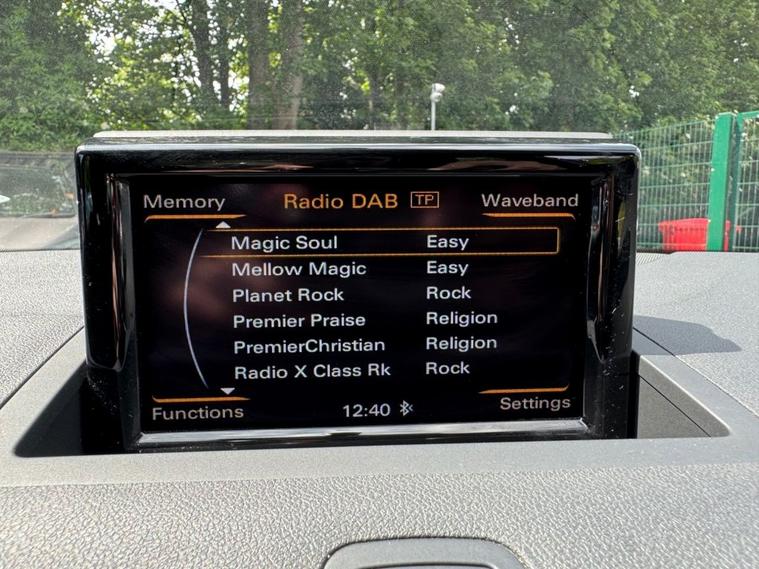 Memory Radio DAB TP Waveband
Magic Soul Easy
Mellow Magic Easy
Planet Rock Rock
Premier Praise Religion
PremierChristian Religion
Radio X Class Rk Rock
Functions 12:40 Settings